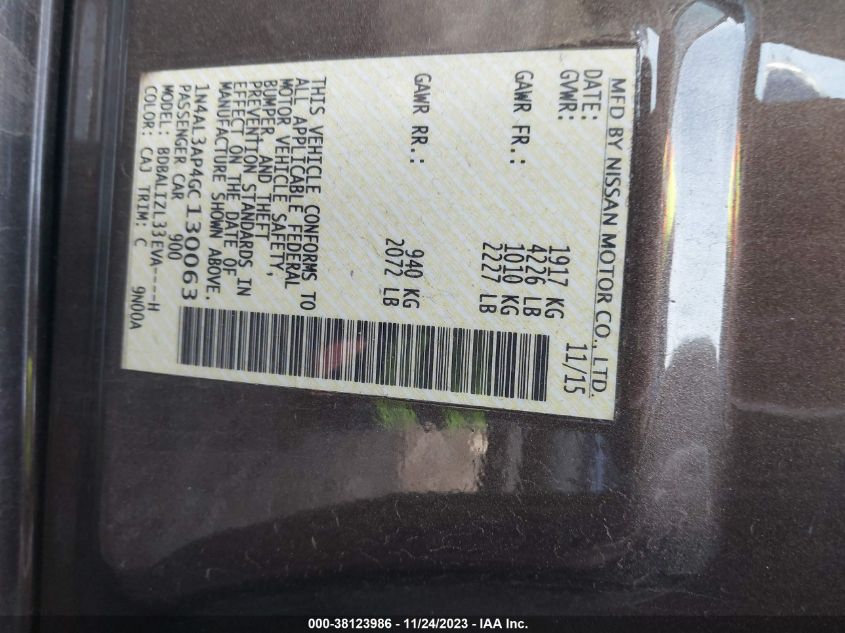 MFD BY NISSAN MOTOR CO., LTD.
DATE: 11/15
GVWR: 1917 KG
4226 LB
GAWR FR.: 1010 KG
2227 LB
GAWR RR.: 940 KG
2072 LB
THIS VEHICLE CONFORMS TO
ALL APPLICABLE FEDERAL
MOTOR VEHICLE SAFETY,
BUMPER AND THEFT
PREVENTION STANDARDS IN
EFFECT ON THE DATE OF
MANUFACTURE SHOWN ABOVE.
1N4AL3AP4GC130063
PASSENGER CAR 900
MODEL: BDBALIZL33EVA----H
COLOR: CAJ TRIM: C 9N00A
000-38123986 - 11/24/2023 - IAA Inc.